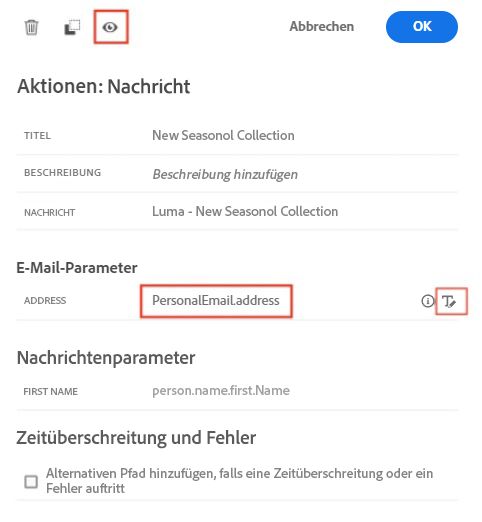 Abbrechen OK
Aktionen: Nachricht
TITEL New Seasonol Collection
BESCHREIBUNG Beschreibung hinzufügen
NACHRICHT Luma - New Seasonol Collection
E-Mail-Parameter
ADDRESS PersonalEmail.address
Nachrichtenparameter
FIRST NAME person.name.first.Name
Zeitüberschreitung und Fehler
Alternativen Pfad hinzufügen, falls eine Zeitüberschreitung oder ein
Fehler auftritt